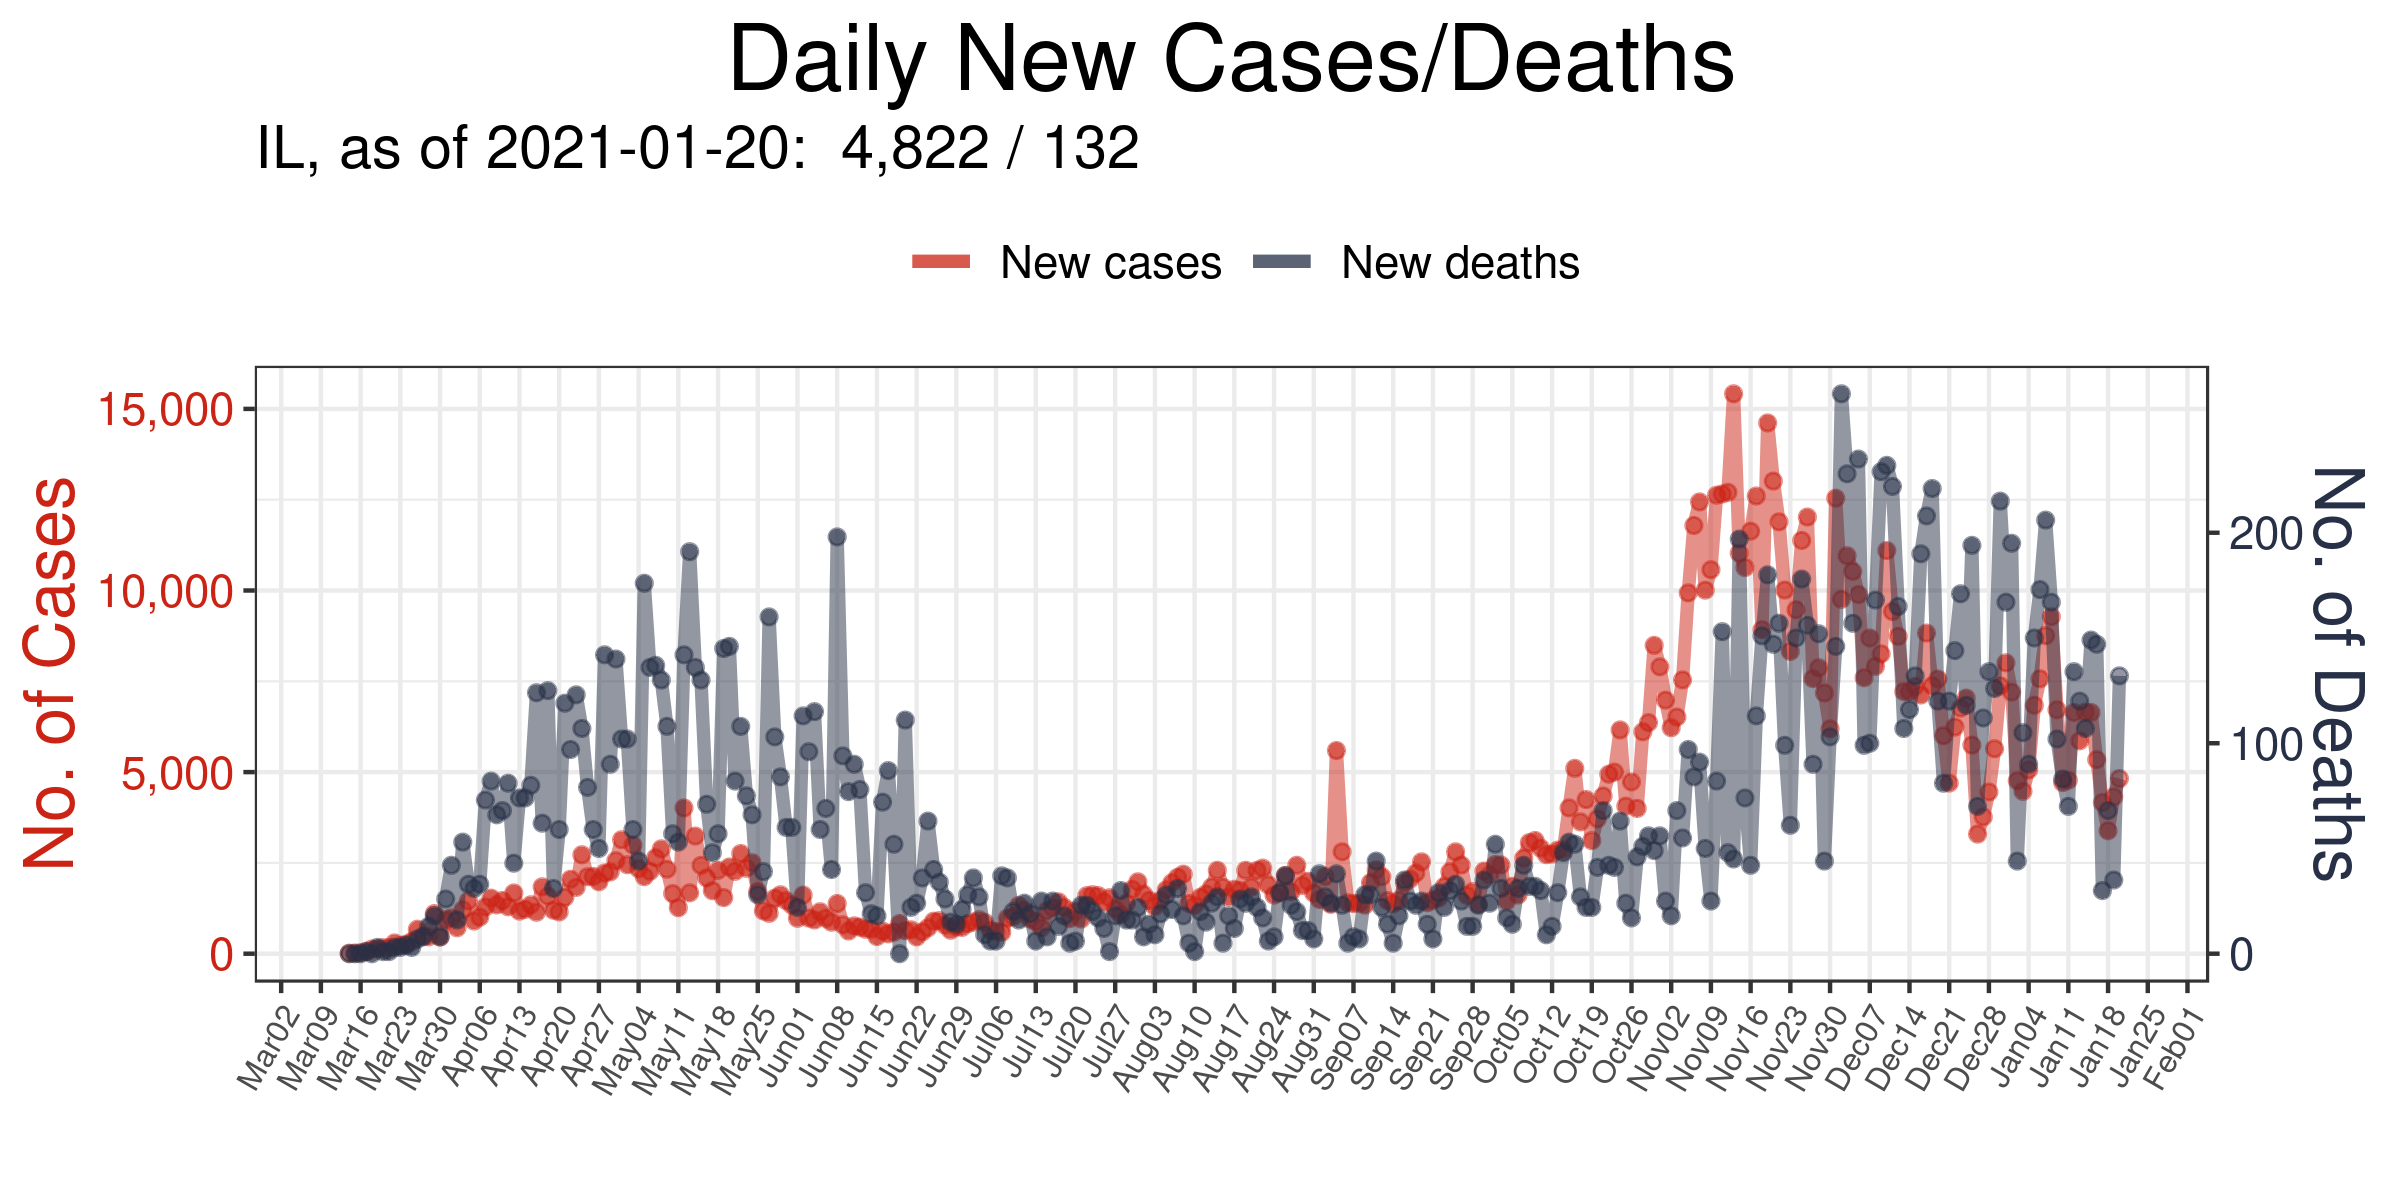 Daily New Cases/Deaths
IL, as of 2021-01-20:  4,822 / 132
New cases
New deaths
No. of Cases
15,000
10,000
5,000
0
No. of Deaths
200
100
0
Mar02
Mar09
Mar16
Mar23
Mar30
Apr06
Apr13
Apr20
Apr27
May04
May11
May18
May25
Jun01
Jun08
Jun15
Jun22
Jun29
Jul06
Jul13
Jul20
Jul27
Aug03
Aug10
Aug17
Aug24
Aug31
Sep07
Sep14
Sep21
Sep28
Oct05
Oct12
Oct19
Oct26
Nov02
Nov09
Nov16
Nov23
Nov30
Dec07
Dec14
Dec21
Dec28
Jan04
Jan11
Jan18
Jan25
Feb01